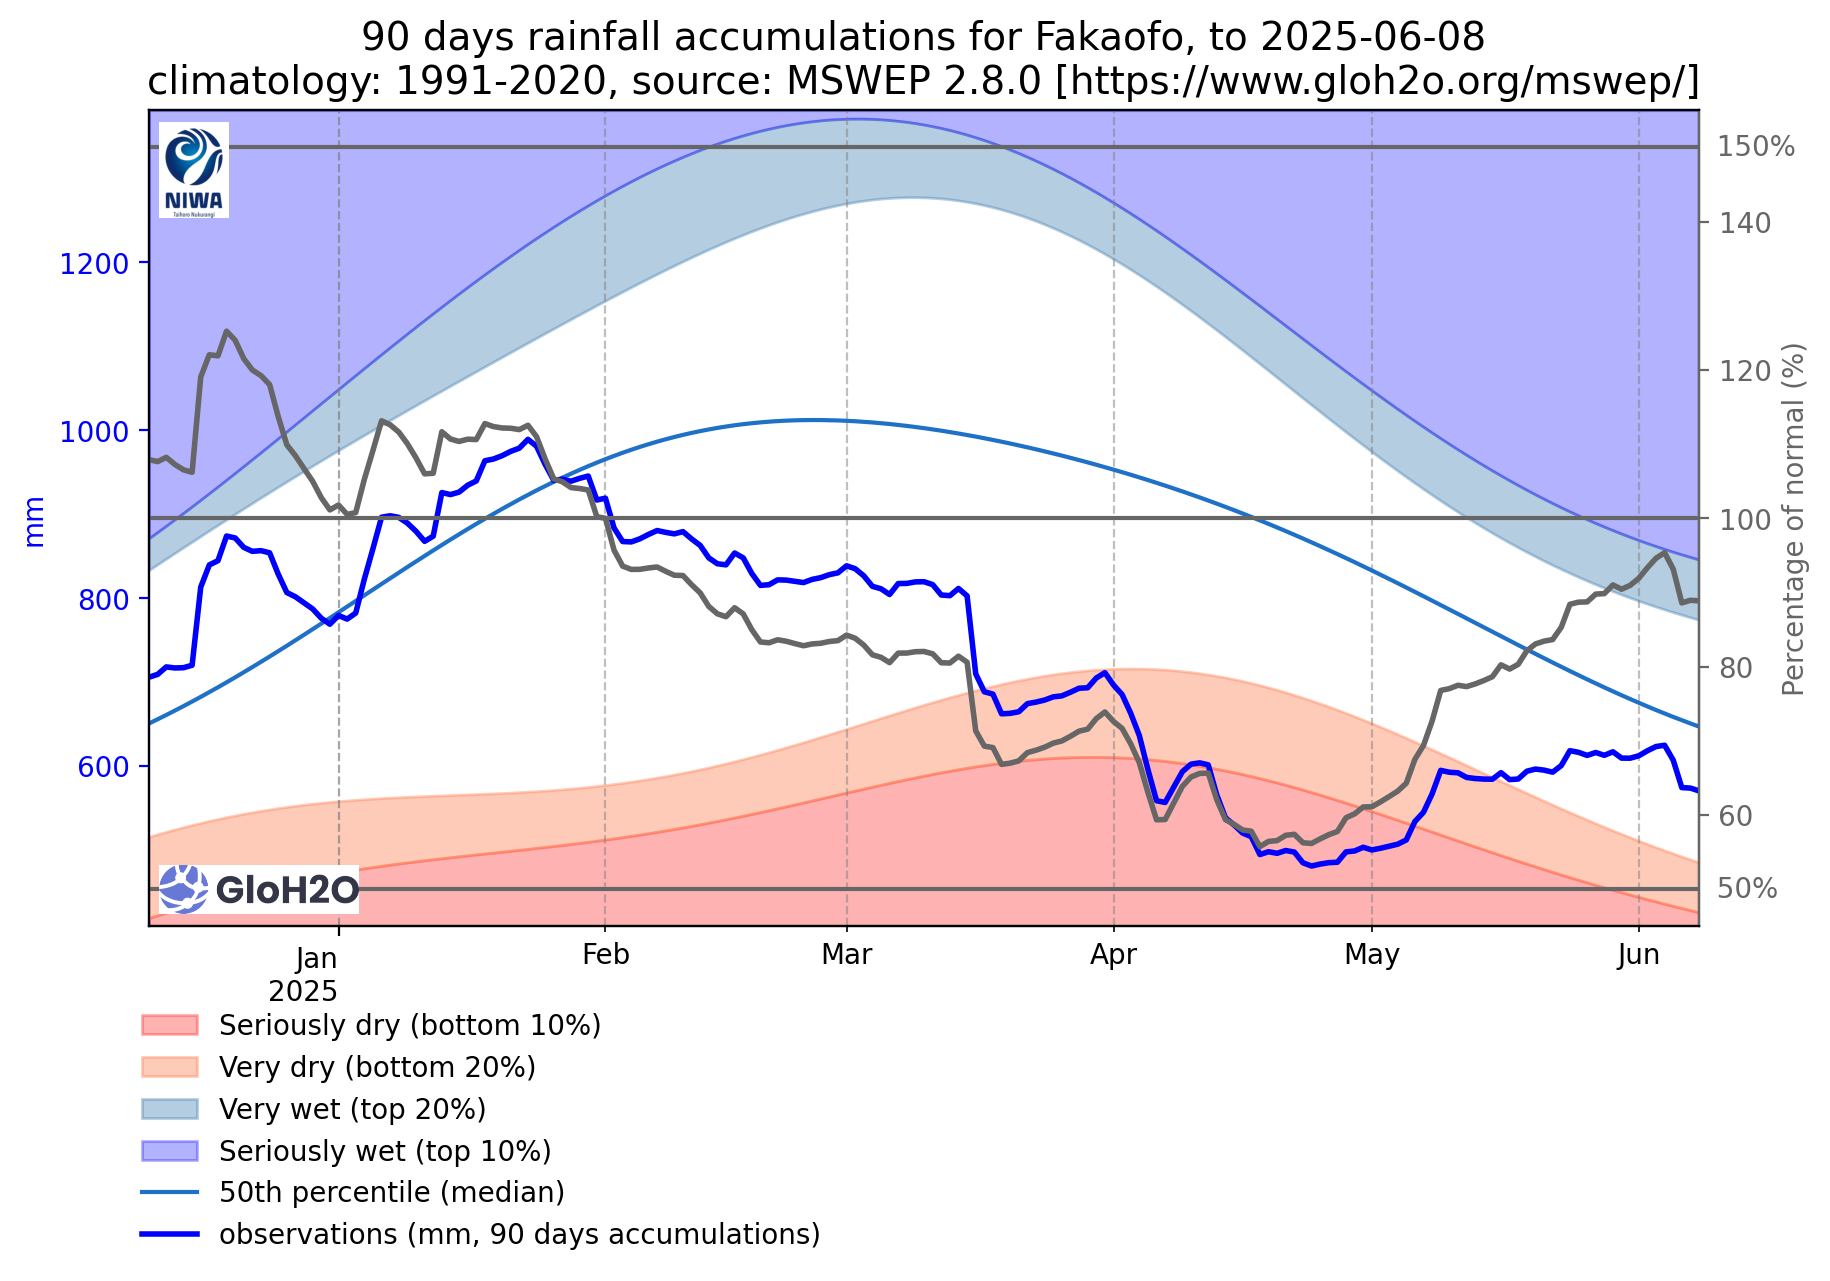 90 days rainfall accumulations for Fakaofo, to 2025-06-08
climatology: 1991-2020, source: MSWEP 2.8.0 [https://www.gloh2o.org/mswep/]
NIWA
Taihoro Nukurangi
150%
140
1200
120
1000
100
mm
Percentage of normal (%)
800
80
600
60
GloH2O
50%
Jan
2025
Feb
Mar
Apr
May
Jun
Seriously dry (bottom 10%)
Very dry (bottom 20%)
Very wet (top 20%)
Seriously wet (top 10%)
50th percentile (median)
observations (mm, 90 days accumulations)